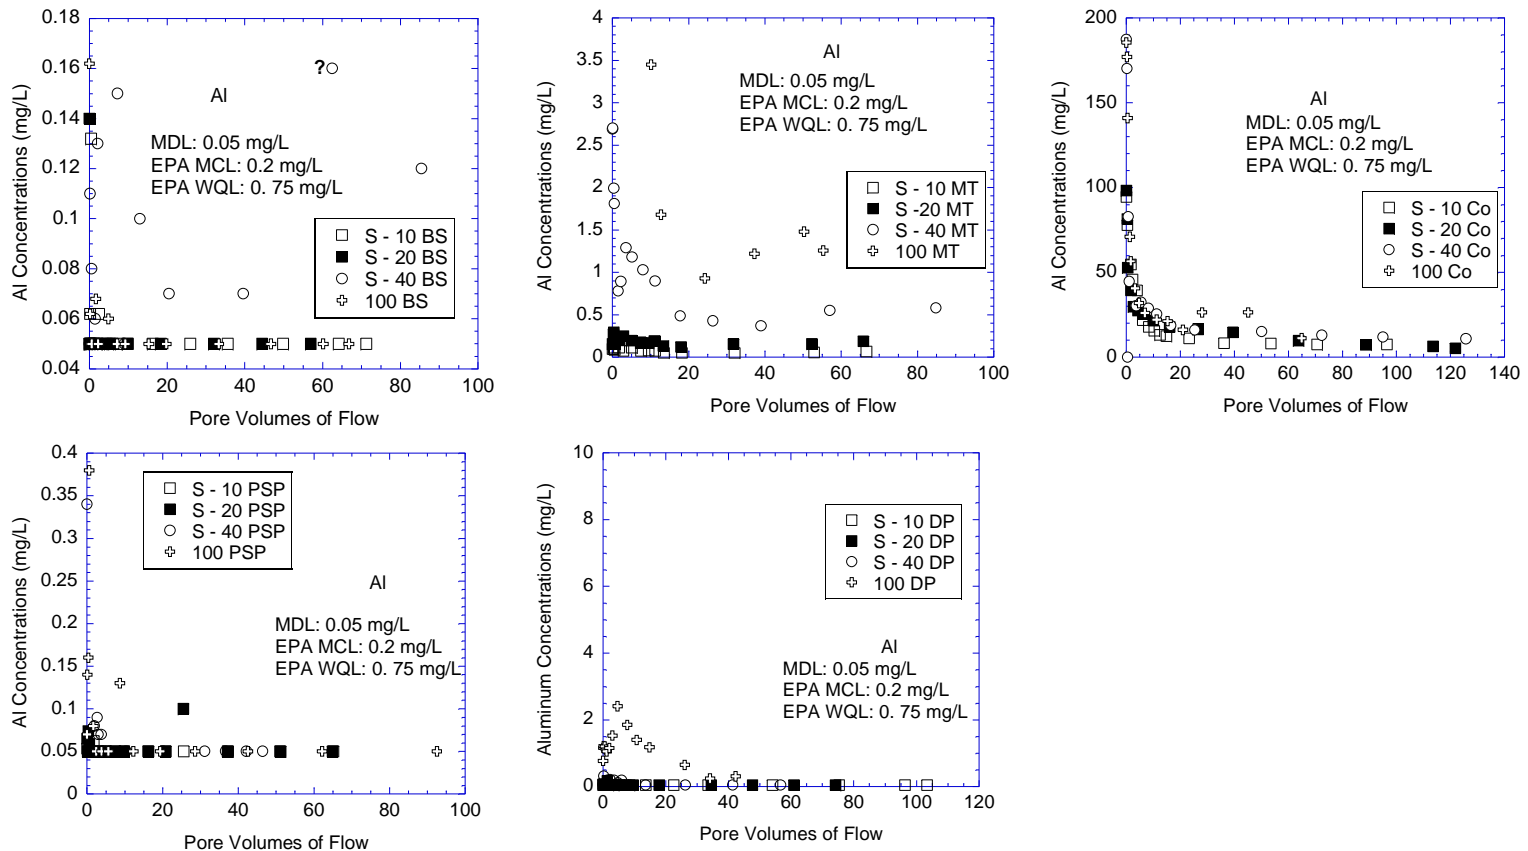 0.18
0.16
0.14
0.12
0.1
0.08
0.06
0.04
Al Concentrations (mg/L)
?
Al
MDL: 0.05 mg/L
EPA MCL: 0.2 mg/L
EPA WQL: 0. 75 mg/L
S - 10 BS
S - 20 BS
S - 40 BS
100 BS
0 20 40 60 80 100
Pore Volumes of Flow
4
3.5
3
2.5
2
1.5
1
0.5
0
Al Concentrations (mg/L)
Al
MDL: 0.05 mg/L
EPA MCL: 0.2 mg/L
EPA WQL: 0. 75 mg/L
S - 10 MT
S -20 MT
S - 40 MT
100 MT
0 20 40 60 80 100
Pore Volumes of Flow
200
150
100
50
0
Al Concentrations (mg/L)
Al
MDL: 0.05 mg/L
EPA MCL: 0.2 mg/L
EPA WQL: 0. 75 mg/L
S - 10 Co
S - 20 Co
S - 40 Co
100 Co
0 20 40 60 80 100 120 140
Pore Volumes of Flow
0.4
0.35
0.3
0.25
0.2
0.15
0.1
0.05
0
Al Concentrations (mg/L)
S - 10 PSP
S - 20 PSP
S - 40 PSP
100 PSP
Al
MDL: 0.05 mg/L
EPA MCL: 0.2 mg/L
EPA WQL: 0. 75 mg/L
0 20 40 60 80 100
Pore Volumes of Flow
10
8
6
4
2
0
Aluminum Concentrations (mg/L)
S - 10 DP
S - 20 DP
S - 40 DP
100 DP
Al
MDL: 0.05 mg/L
EPA MCL: 0.2 mg/L
EPA WQL: 0. 75 mg/L
0 20 40 60 80 100 120
Pore Volumes of Flow